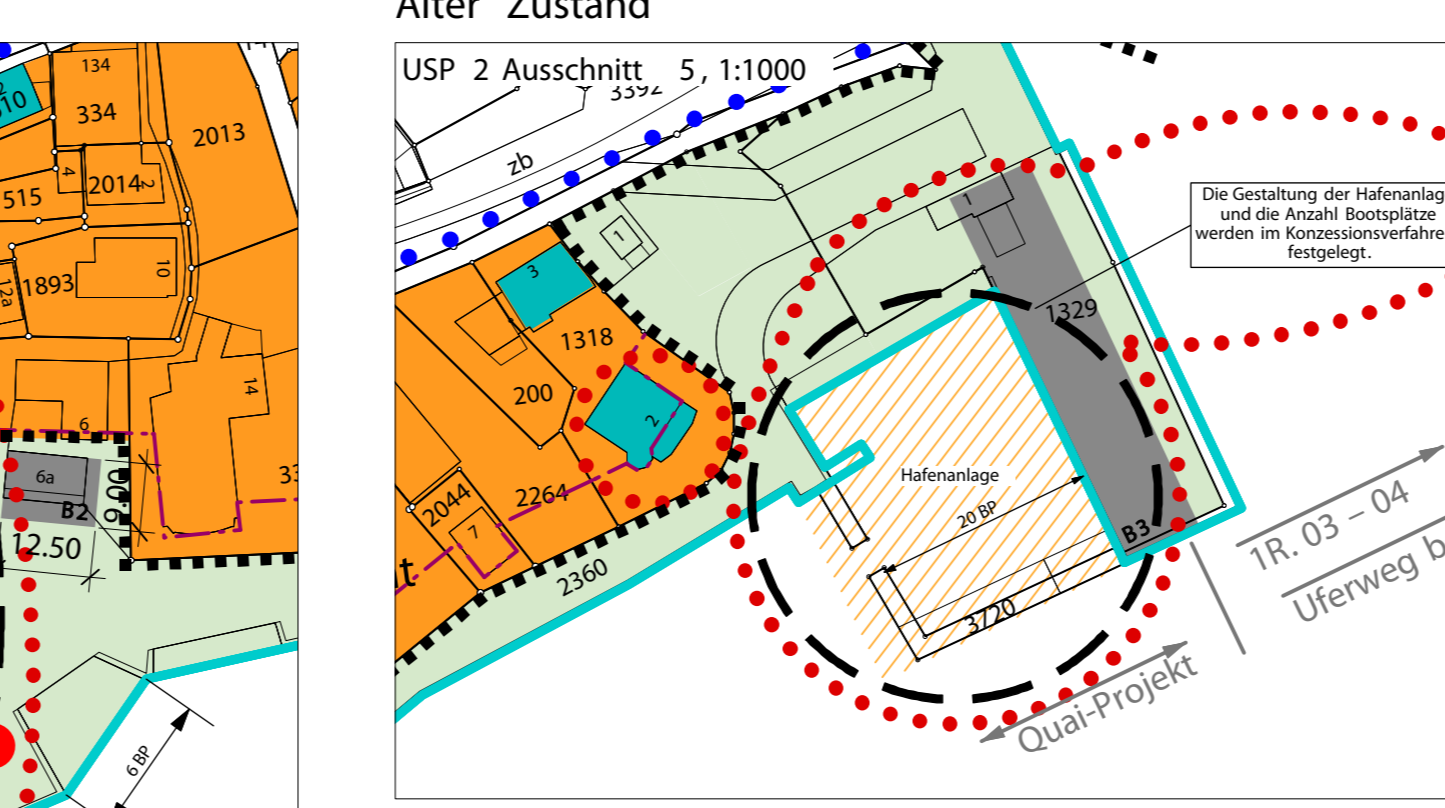 Alter Zustand
USP 2 Ausschnitt 5, 1:1000
3392
zb
134
334
2013
515
4
2014
2
1893
10
12a
14
6
6a
B2
9.00
12.50
6 BP
1
3
1318
200
2
2264
2044
7
2360
1
1329
Die Gestaltung der Hafenanlag
und die Anzahl Bootsplätze
werden im Konzessionsverfahre
festgelegt.
Hafenanlage
20 BP
B3
3720
1R. 03 – 04
Uferweg b
Quai-Projekt